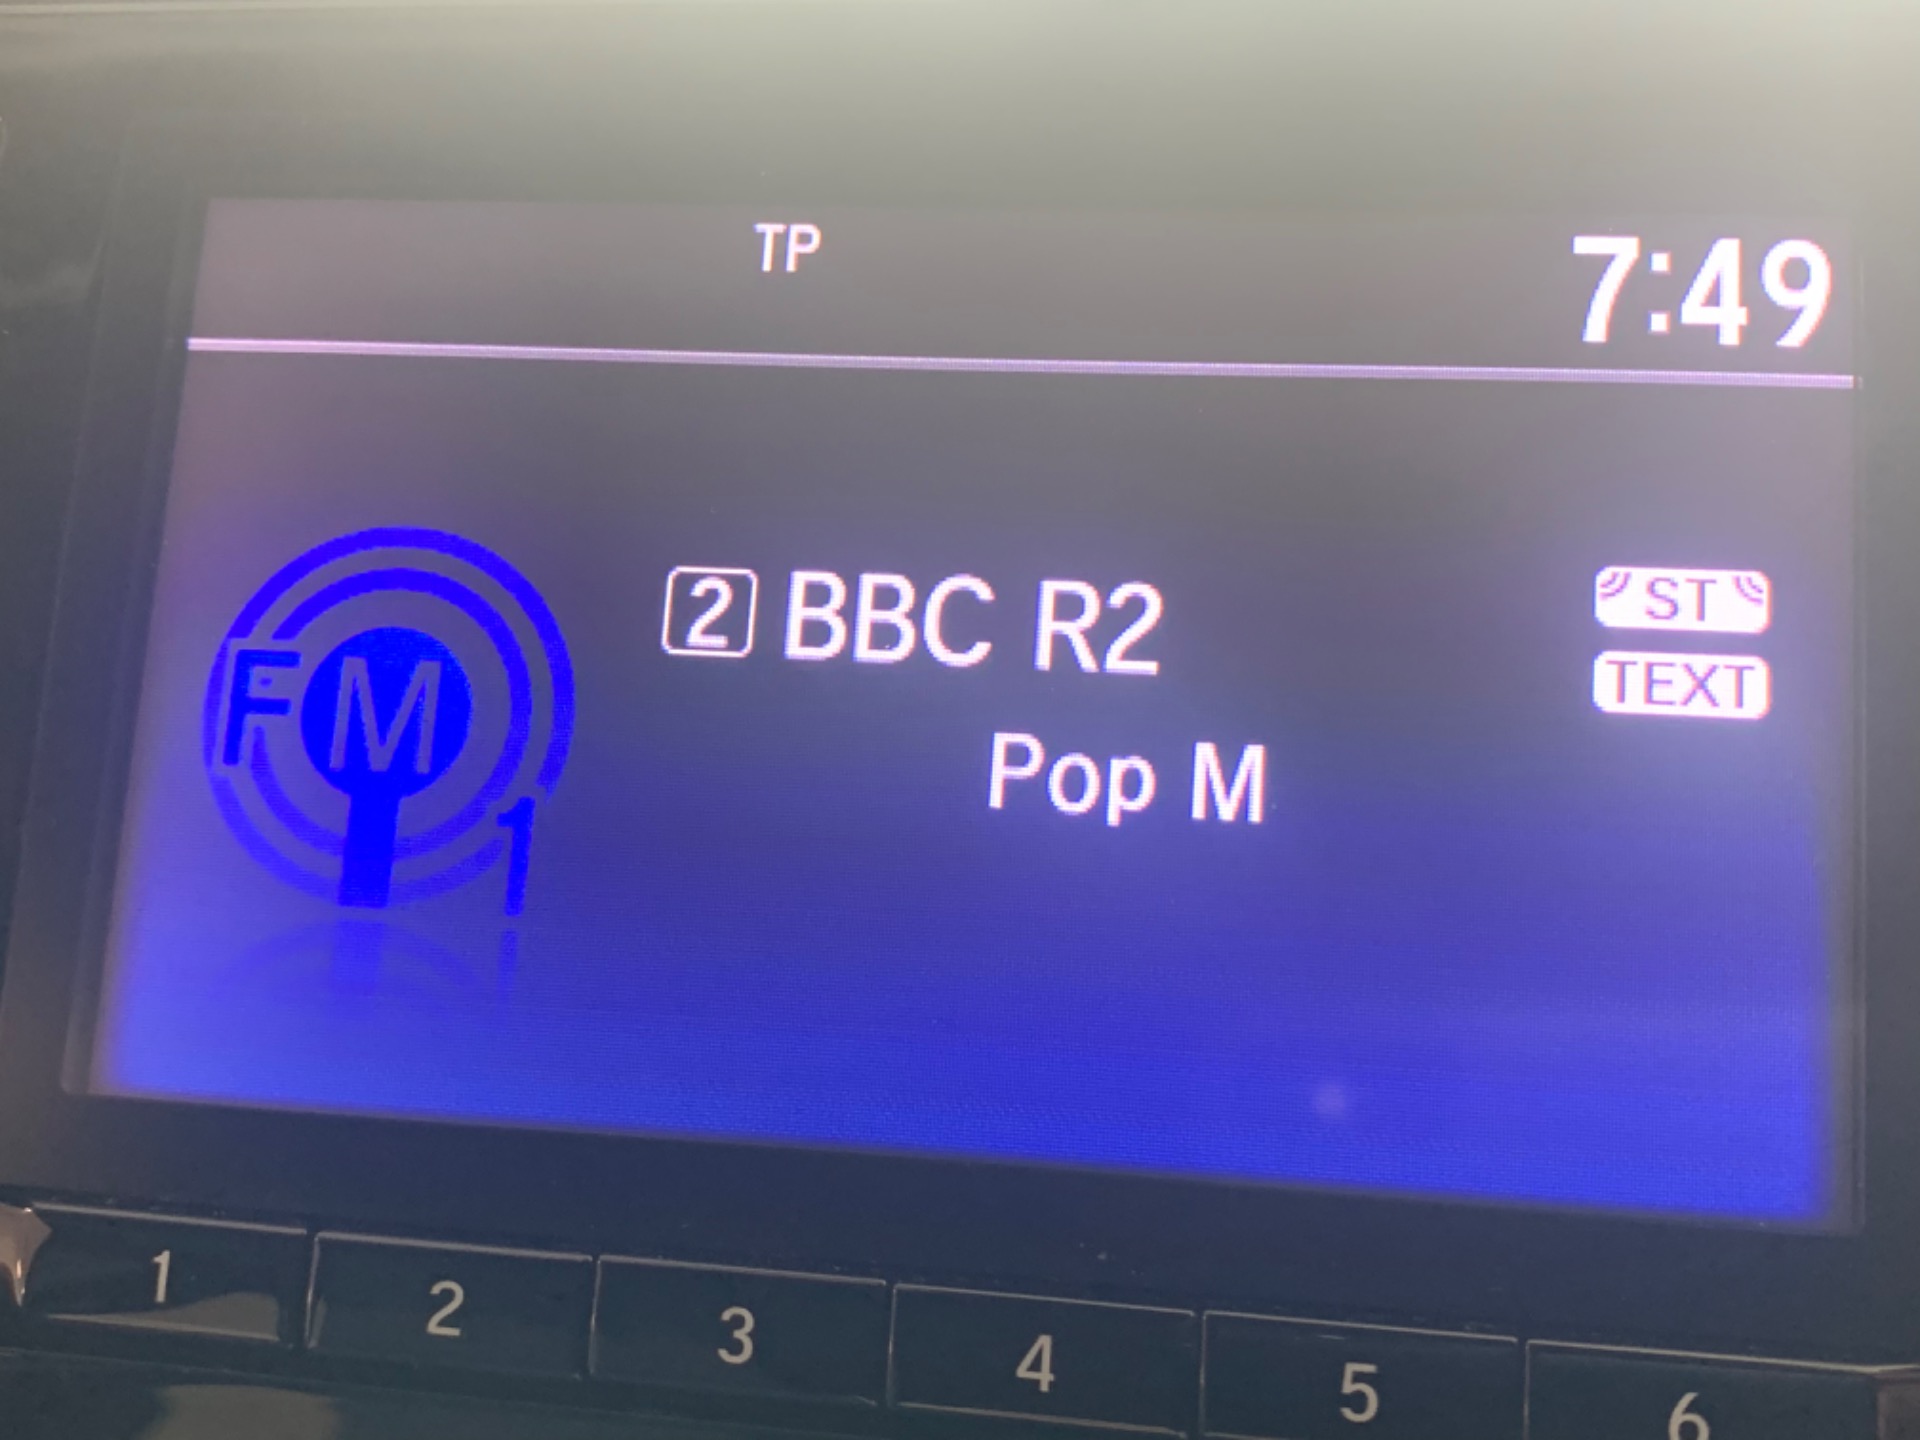 TP
7:49
2 BBC R2
ST
TEXT
Pop M
FM
1
1 2 3 4 5 6